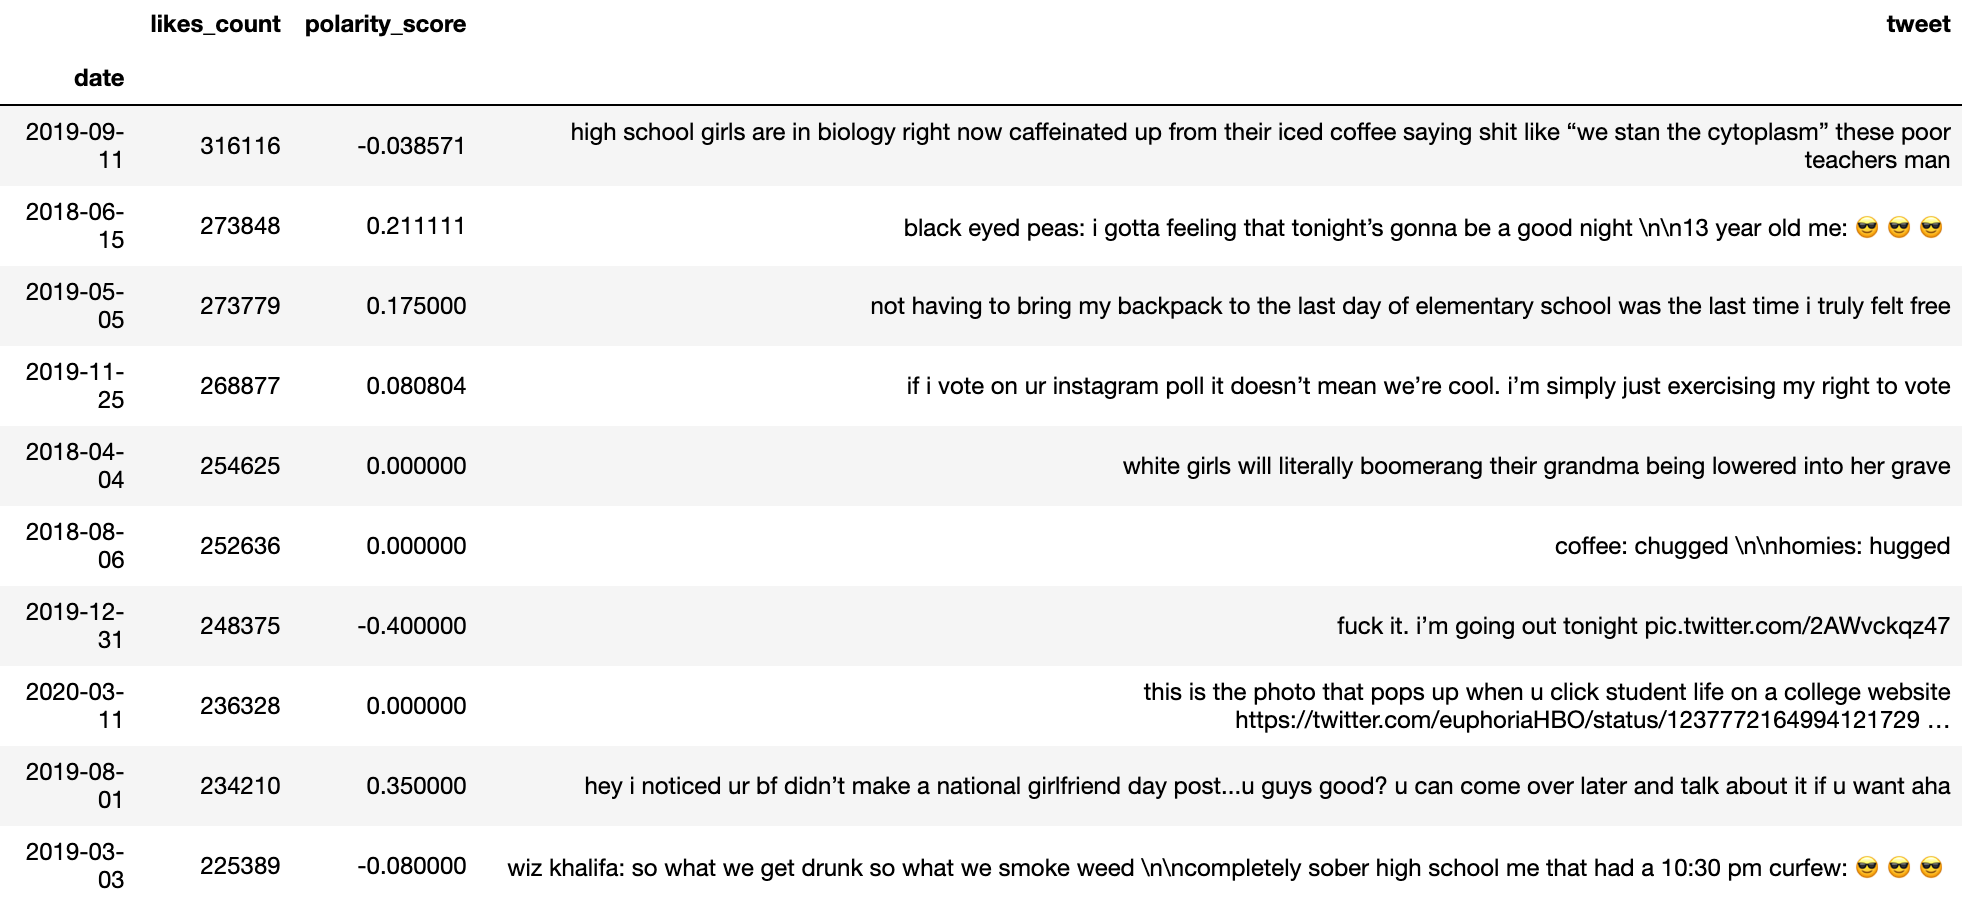 likes_count polarity_score tweet
date
2019-09-
11 316116 -0.038571 high school girls are in biology right now caffeinated up from their iced coffee saying shit like “we stan the cytoplasm” these poor
teachers man
2018-06-
15 273848 0.211111 black eyed peas: i gotta feeling that tonight’s gonna be a good night \n\n13 year old me: 😎 😎 😎
2019-05-
05 273779 0.175000 not having to bring my backpack to the last day of elementary school was the last time i truly felt free
2019-11-
25 268877 0.080804 if i vote on ur instagram poll it doesn’t mean we’re cool. i’m simply just exercising my right to vote
2018-04-
04 254625 0.000000 white girls will literally boomerang their grandma being lowered into her grave
2018-08-
06 252636 0.000000 coffee: chugged \n\nhomies: hugged
2019-12-
31 248375 -0.400000 fuck it. i’m going out tonight pic.twitter.com/2AWvckqz47
2020-03-
11 236328 0.000000 this is the photo that pops up when u click student life on a college website
https://twitter.com/euphoriaHBO/status/1237772164994121729 …
2019-08-
01 234210 0.350000 hey i noticed ur bf didn’t make a national girlfriend day post...u guys good? u can come over later and talk about it if u want aha
2019-03-
03 225389 -0.080000 wiz khalifa: so what we get drunk so what we smoke weed \n\ncompletely sober high school me that had a 10:30 pm curfew: 😎 😎 😎